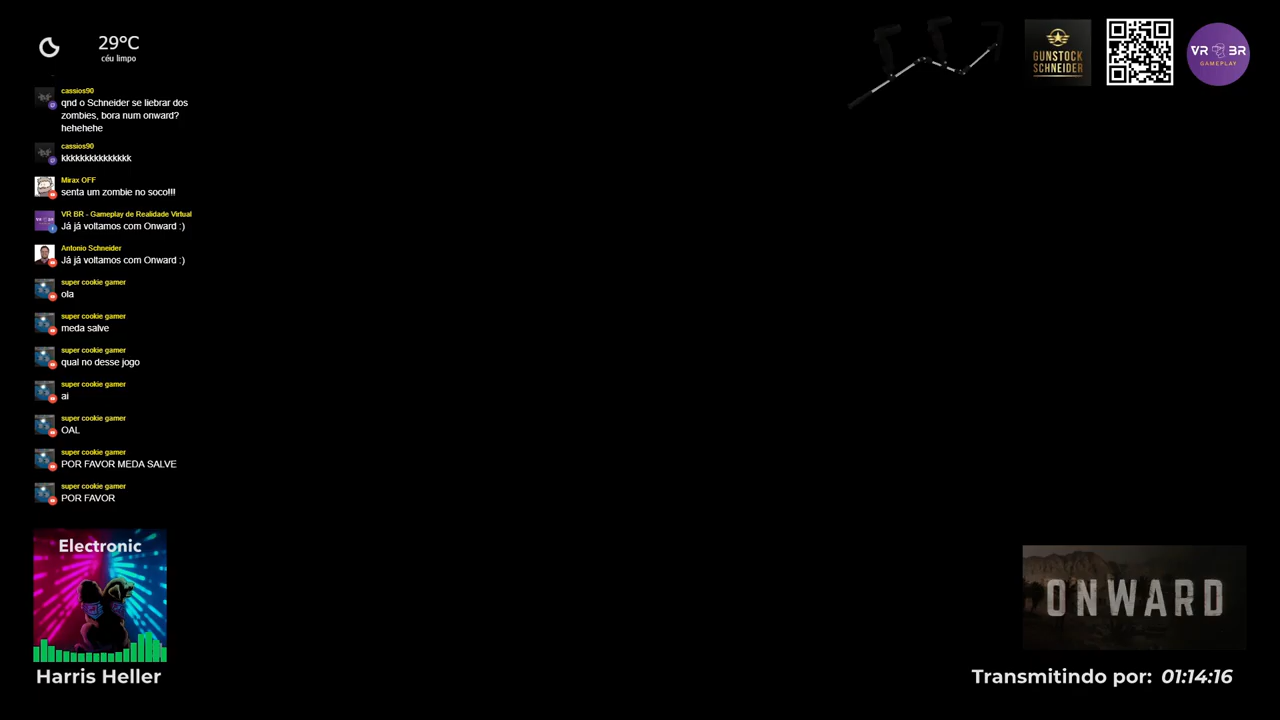 29°C
céu limpo
GUNSTOCK
SCHNEIDER
VR BR
GAMEPLAY
cassios90
qnd o Schneider se liebrar dos
zombies, bora num onward?
hehehehe
cassios90
kkkkkkkkkkkkkkk
Mirax OFF
senta um zombie no soco!!!
VR BR - Gameplay de Realidade Virtual
Já já voltamos com Onward :)
Antonio Schneider
Já já voltamos com Onward :)
super cookie gamer
ola
super cookie gamer
meda salve
super cookie gamer
qual no desse jogo
super cookie gamer
ai
super cookie gamer
OAL
super cookie gamer
POR FAVOR MEDA SALVE
super cookie gamer
POR FAVOR
Electronic
Harris Heller
ONWARD
Transmitindo por: 01:14:16